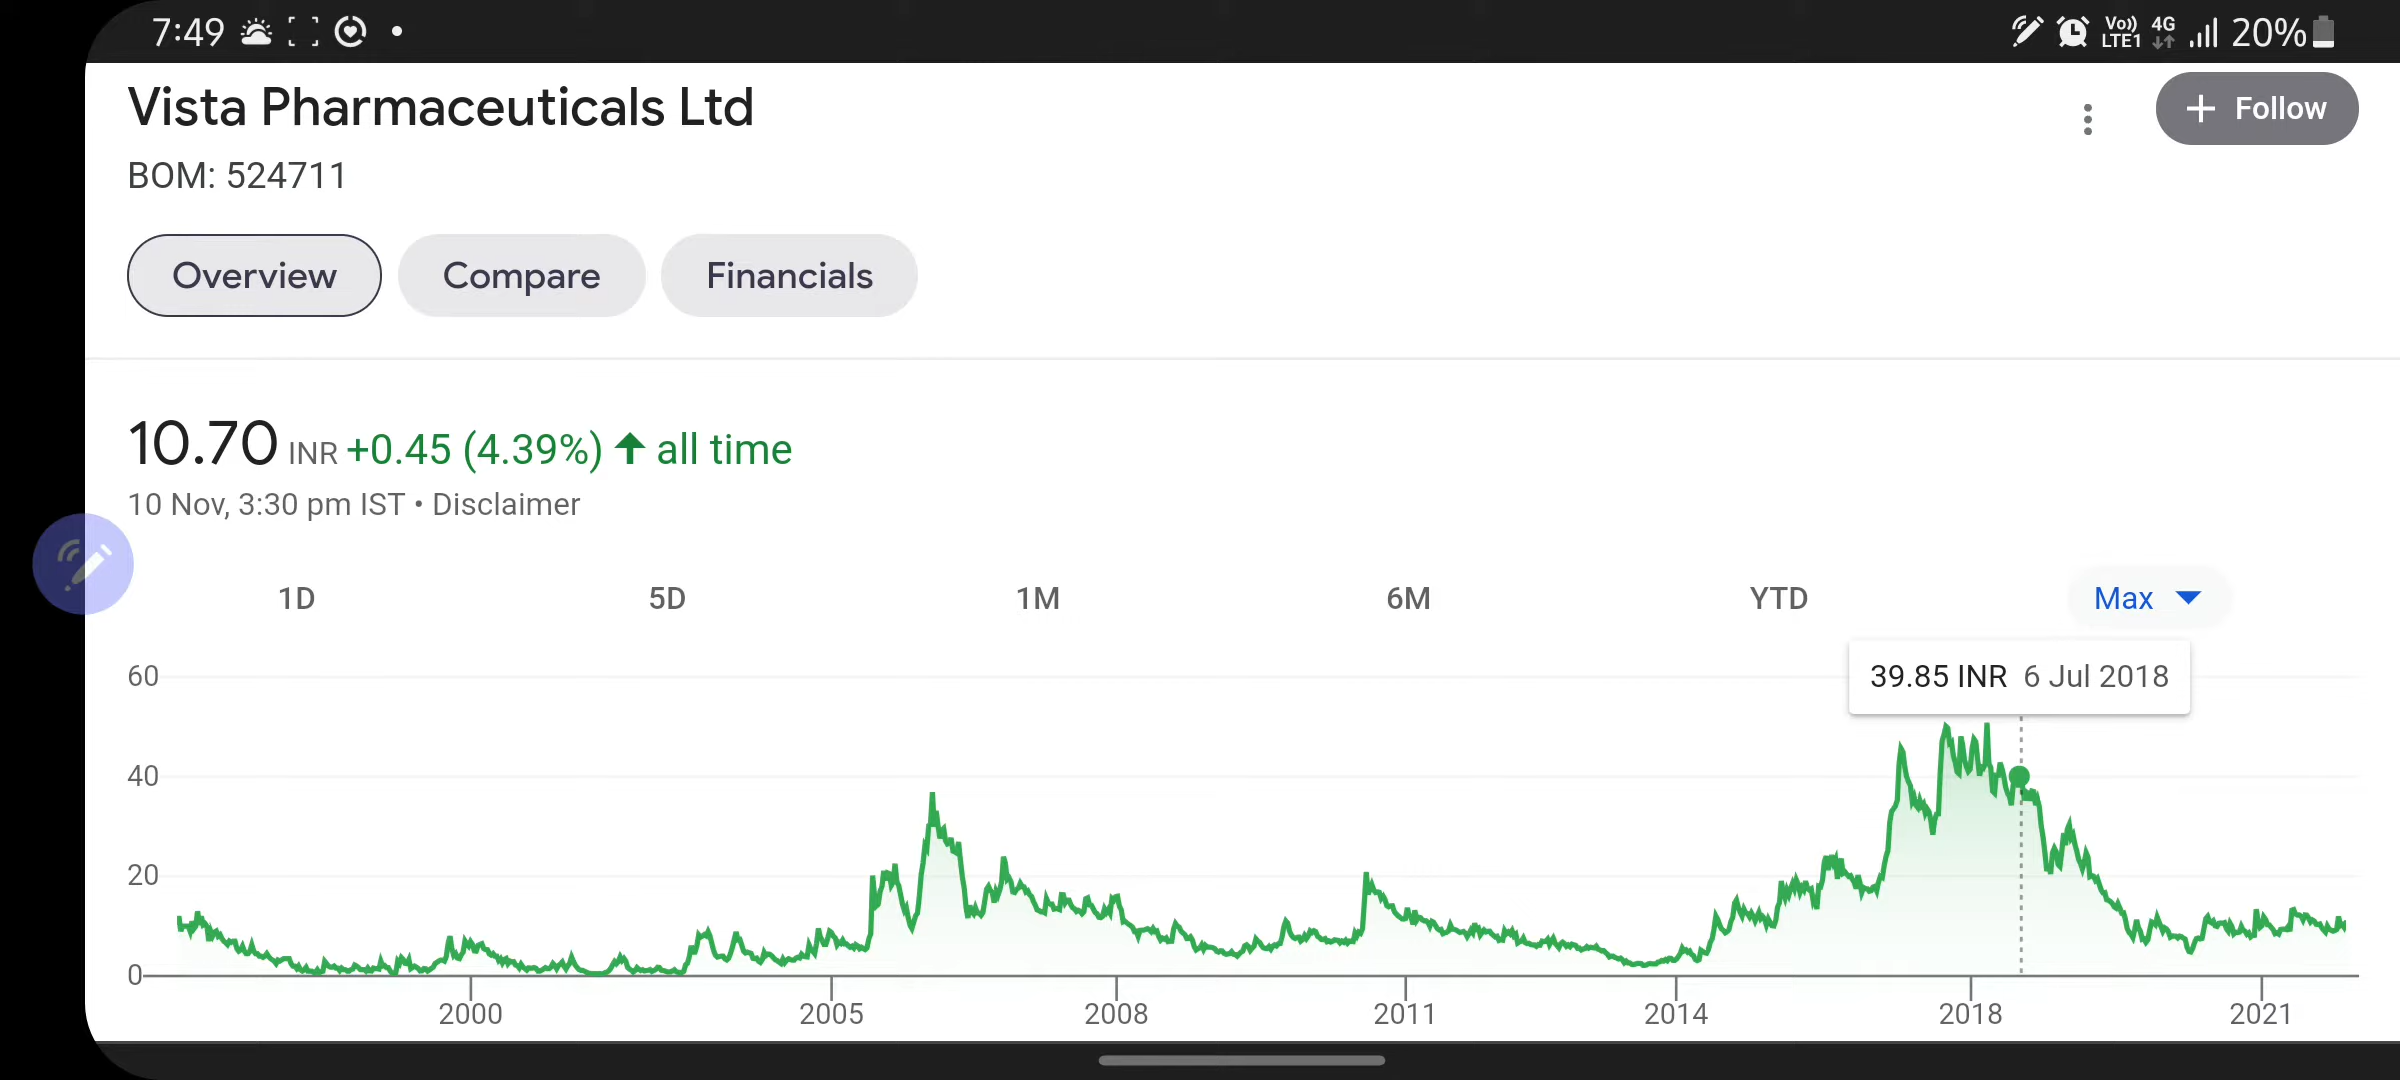 7:49
Vo)) LTE1 4G 20%
Vista Pharmaceuticals Ltd
+ Follow
BOM: 524711
Overview Compare Financials
10.70 INR +0.45 (4.39%) ↑ all time
10 Nov, 3:30 pm IST • Disclaimer
1D 5D 1M 6M YTD Max
39.85 INR 6 Jul 2018
60
40
20
0
2000 2005 2008 2011 2014 2018 2021